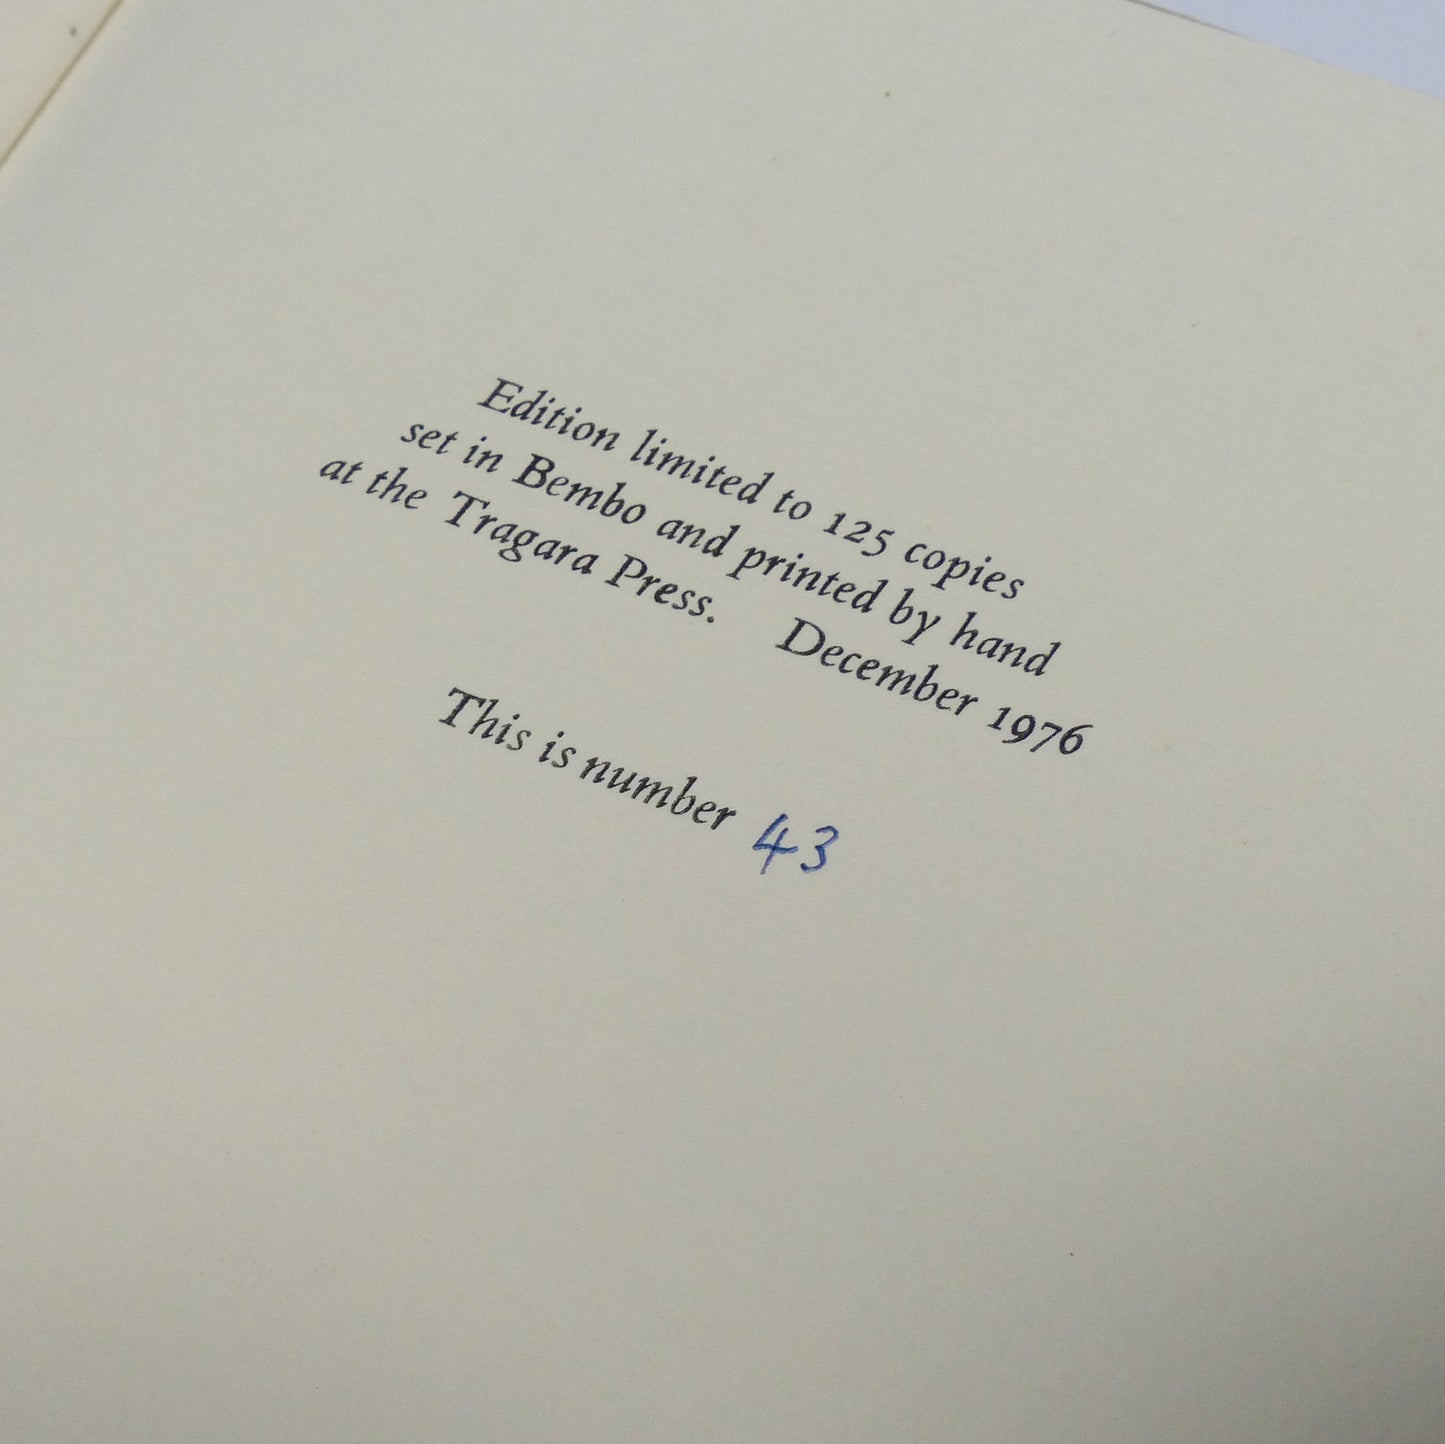 Edition limited to 125 copies
set in Bembo and printed by hand
at the Tragara Press. December 1976
This is number 43